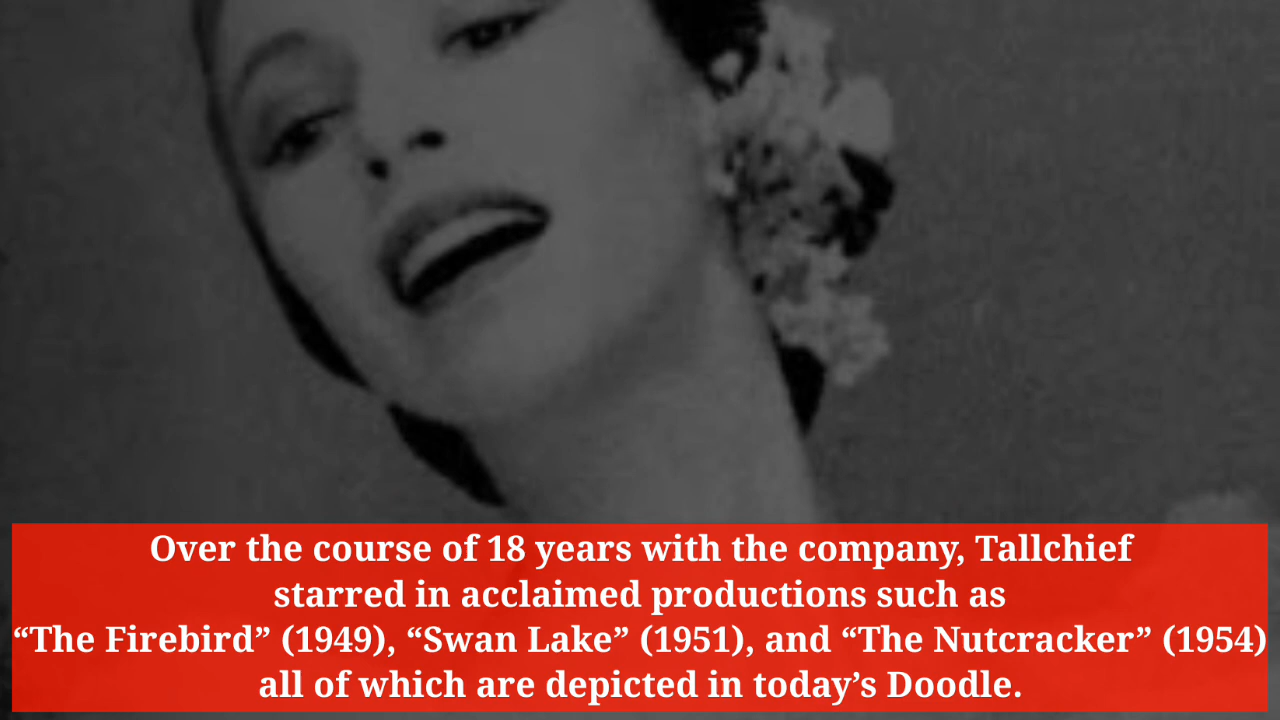 Over the course of 18 years with the company, Tallchief
starred in acclaimed productions such as
“The Firebird” (1949), “Swan Lake” (1951), and “The Nutcracker” (1954)
all of which are depicted in today’s Doodle.